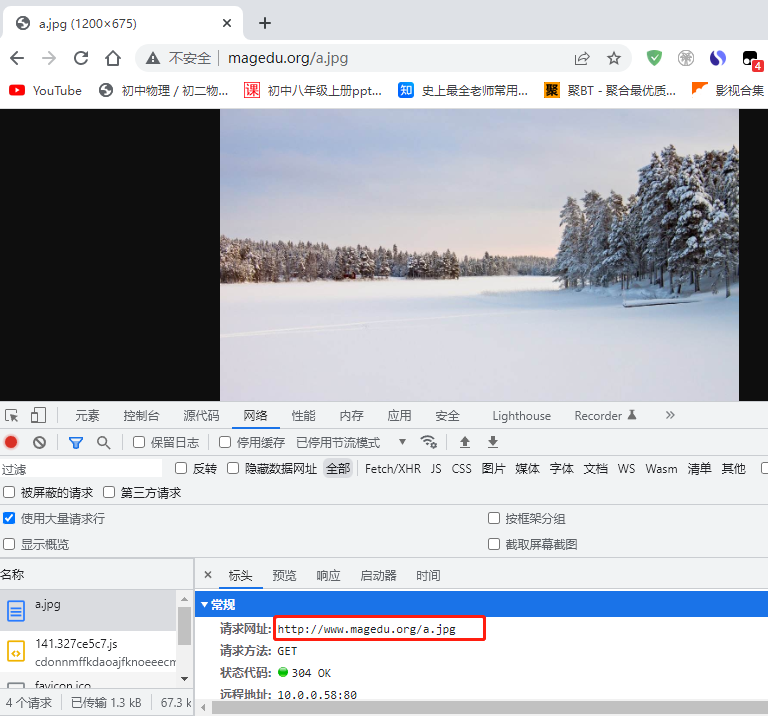 a.jpg (1200×675)
不安全 magedu.org/a.jpg
4
YouTube 初中物理 / 初二物... 课 初中八年级上册ppt... 知 史上最全老师常用... 聚 聚BT - 聚合最优质... 影视合集
元素 控制台 源代码 网络 性能 内存 应用 安全 Lighthouse Recorder
保留日志 停用缓存 已停用节流模式
过滤 反转 隐藏数据网址 全部 Fetch/XHR JS CSS 图片 媒体 字体 文档 WS Wasm 清单 其他
被屏蔽的请求 第三方请求
使用大量请求行 按框架分组
显示概览 截取屏幕截图
名称 标头 预览 响应 启动器 时间
a.jpg
141.327ce5c7.js
cdonnmffkdaoajfknoeeecm
favicon.ico
4 个请求 已传输 1.3 kB 67.3 k
常规
请求网址: http://www.magedu.org/a.jpg
请求方法: GET
状态代码: 304 OK
远程地址: 10.0.0.58:80